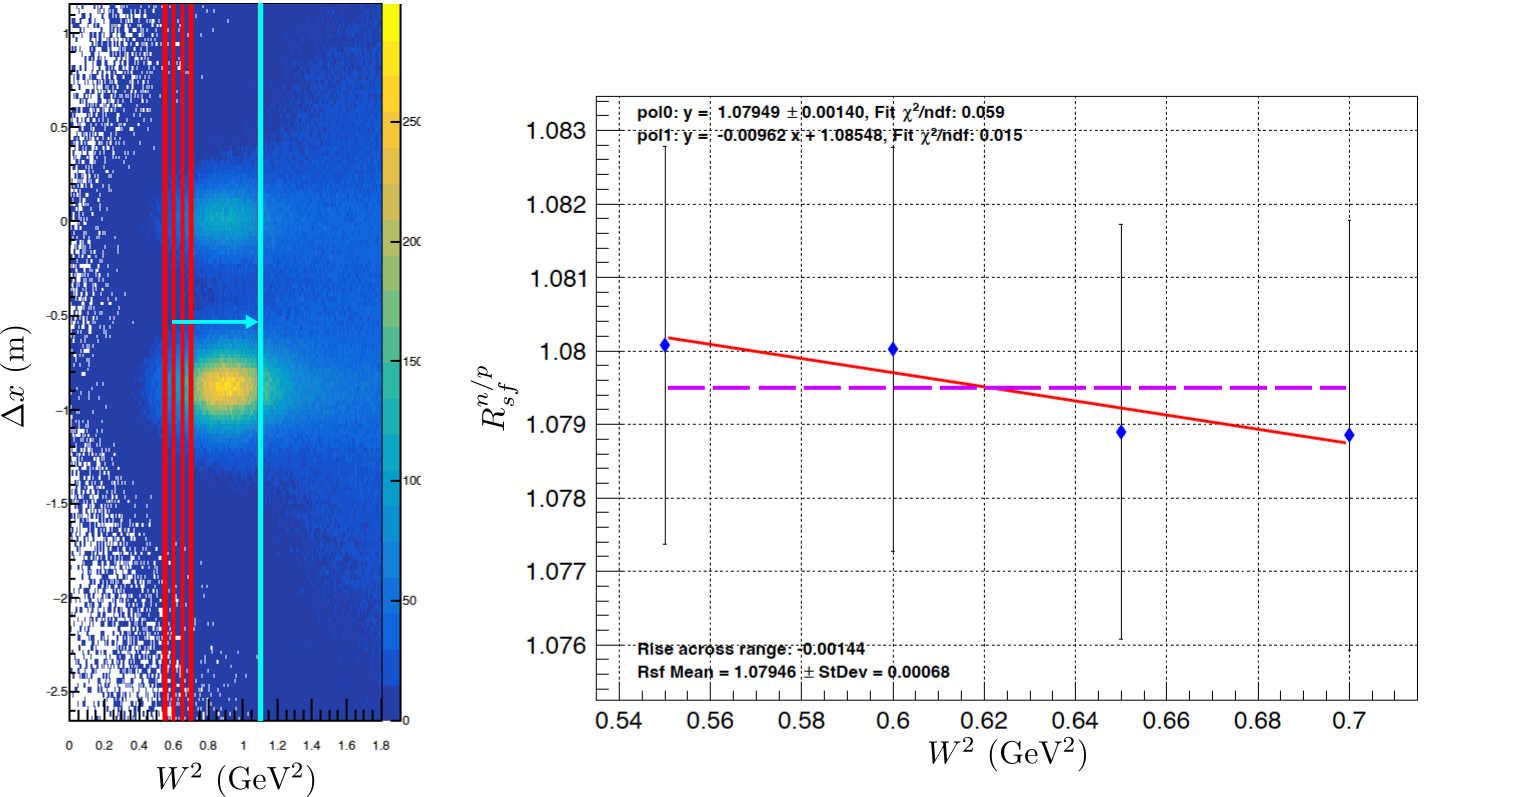 1
0.5
0
-0.5
-1
-1.5
-2
-2.5
0 0.2 0.4 0.6 0.8 1 1.2 1.4 1.6 1.8
W² (GeV²)
Δx (m)
250
200
150
100
50
0
pol0: y = 1.07949 ± 0.00140, Fit χ²/ndf: 0.059
pol1: y = -0.00962 x + 1.08548, Fit χ²/ndf: 0.015
1.083
1.082
1.081
1.08
1.079
1.078
1.077
1.076
R_{sf}^{n/p}
Rise across range: -0.00144
Rsf Mean = 1.07946 ± StDev = 0.00068
0.54 0.56 0.58 0.6 0.62 0.64 0.66 0.68 0.7
W² (GeV²)